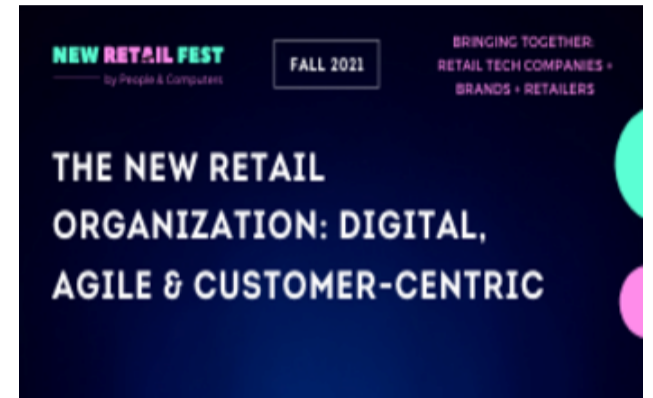 NEW RETAIL FEST
by People & Computers
FALL 2021
BRINGING TOGETHER:
RETAIL TECH COMPANIES +
BRANDS + RETAILERS
THE NEW RETAIL
ORGANIZATION: DIGITAL,
AGILE & CUSTOMER-CENTRIC